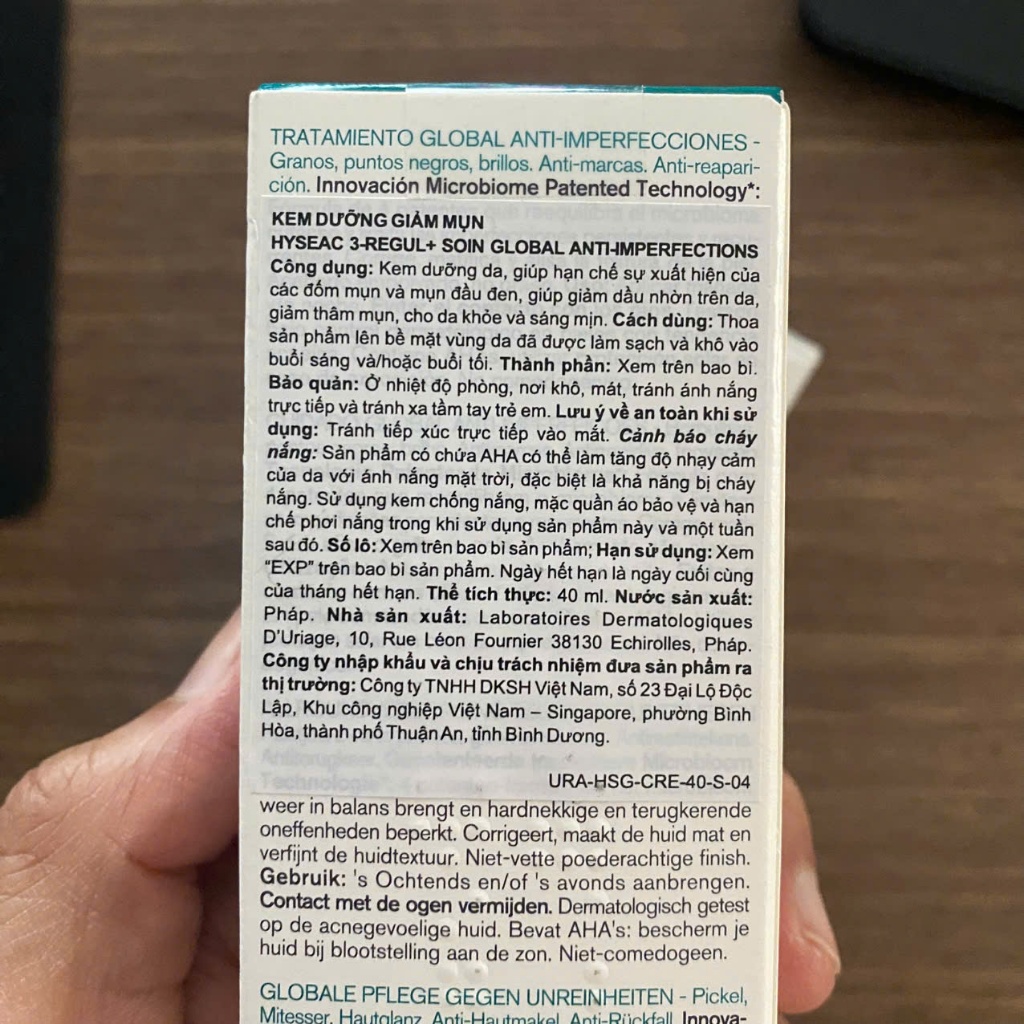 TRATAMIENTO GLOBAL ANTI-IMPERFECCIONES -
Granos, puntos negros, brillos. Anti-marcas. Anti-reapari-
ción. Innovación Microbiome Patented Technology*:
KEM DƯỠNG GIẢM MỤN
HYSEAC 3-REGUL+ SOIN GLOBAL ANTI-IMPERFECTIONS
Công dụng: Kem dưỡng da, giúp hạn chế sự xuất hiện của
các đốm mụn và mụn đầu đen, giúp giảm dầu nhờn trên da,
giảm thâm mụn, cho da khỏe và sáng mịn. Cách dùng: Thoa
sản phẩm lên bề mặt vùng da đã được làm sạch và khô vào
buổi sáng và/hoặc buổi tối. Thành phần: Xem trên bao bì.
Bảo quản: Ở nhiệt độ phòng, nơi khô, mát, tránh ánh nắng
trực tiếp và tránh xa tầm tay trẻ em. Lưu ý về an toàn khi sử
dụng: Tránh tiếp xúc trực tiếp vào mắt. Cảnh báo cháy
nắng: Sản phẩm có chứa AHA có thể làm tăng độ nhạy cảm
của da với ánh nắng mặt trời, đặc biệt là khả năng bị cháy
nắng. Sử dụng kem chống nắng, mặc quần áo bảo vệ và hạn
chế phơi nắng trong khi sử dụng sản phẩm này và một tuần
sau đó. Số lô: Xem trên bao bì sản phẩm; Hạn sử dụng: Xem
"EXP" trên bao bì sản phẩm. Ngày hết hạn là ngày cuối cùng
của tháng hết hạn. Thể tích thực: 40 ml. Nước sản xuất:
Pháp. Nhà sản xuất: Laboratoires Dermatologiques
D'Uriage, 10, Rue Léon Fournier 38130 Echirolles, Pháp.
Công ty nhập khẩu và chịu trách nhiệm đưa sản phẩm ra
thị trường: Công ty TNHH DKSH Việt Nam, số 23 Đại Lộ Độc
Lập, Khu công nghiệp Việt Nam – Singapore, phường Bình
Hòa, thành phố Thuận An, tỉnh Bình Dương.
URA-HSG-CRE-40-S-04
weer in balans brengt en hardnekkige en terugkerende
oneffenheden beperkt. Corrigeert, maakt de huid mat en
verfijnt de huidtextuur. Niet-vette poederachtige finish.
Gebruik: 's Ochtends en/of 's avonds aanbrengen.
Contact met de ogen vermijden. Dermatologisch getest
op de acnegevoelige huid. Bevat AHA's: bescherm je
huid bij blootstelling aan de zon. Niet-comedogeen.
GLOBALE PFLEGE GEGEN UNREINHEITEN - Pickel,
Mitesser, Hautglanz. Anti-Hautmakel. Anti-Rückfall. Innova-